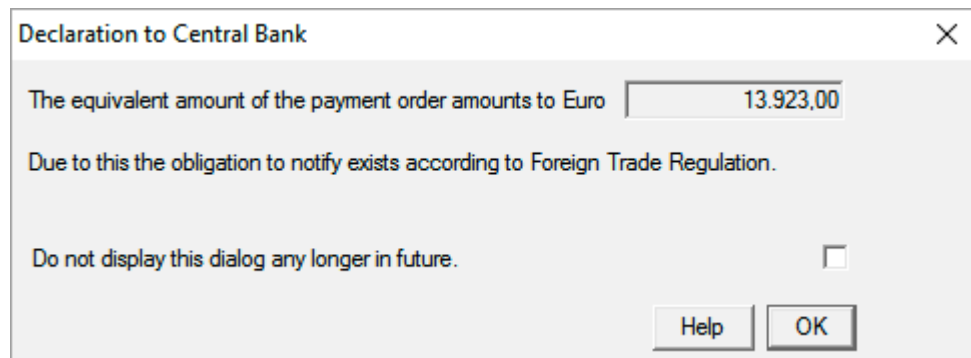 Declaration to Central Bank
The equivalent amount of the payment order amounts to Euro 13.923,00
Due to this the obligation to notify exists according to Foreign Trade Regulation.
Do not display this dialog any longer in future.
Help OK